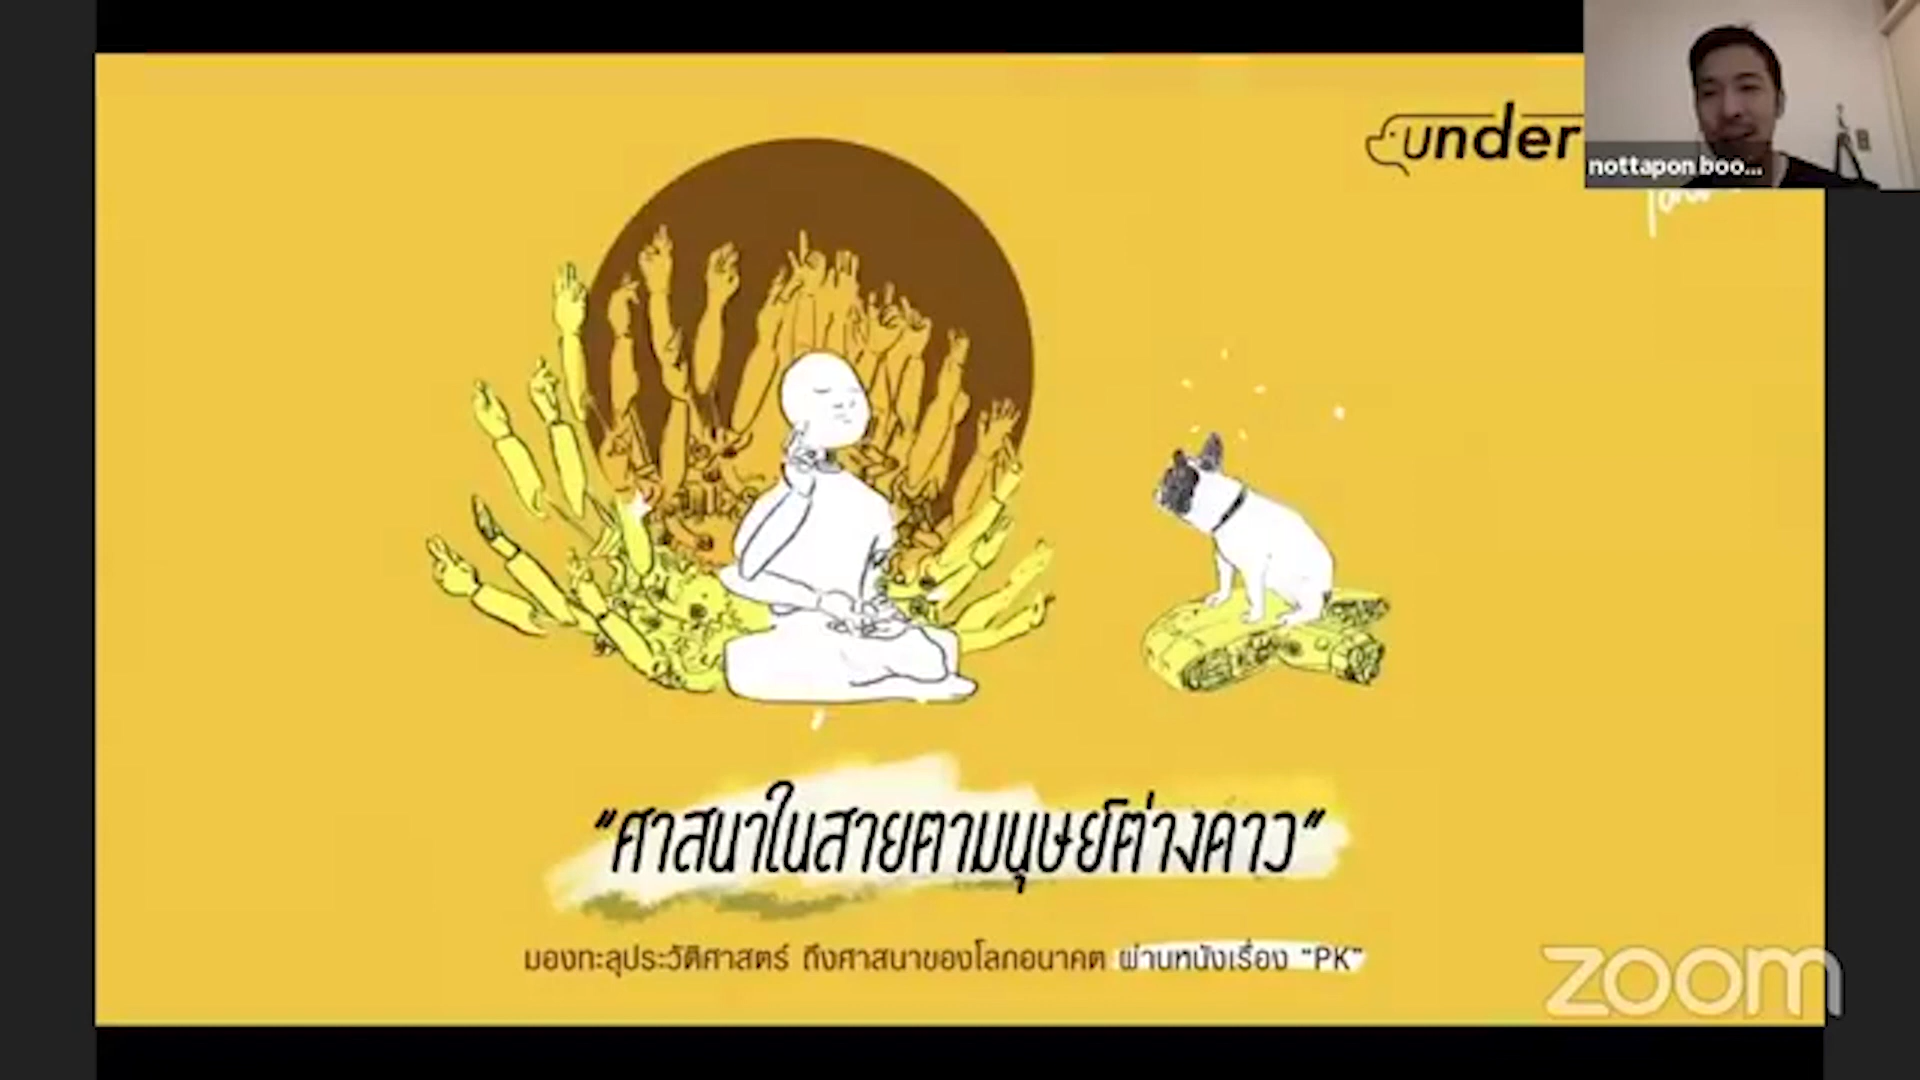 under
nottapon boo...
“ศาสนาในสายตามนุษย์ต่างดาว”
มองทะลุประวัติศาสตร์ ถึงศาสนาของโลกอนาคต ผ่านหนังเรื่อง “PK”
zoom